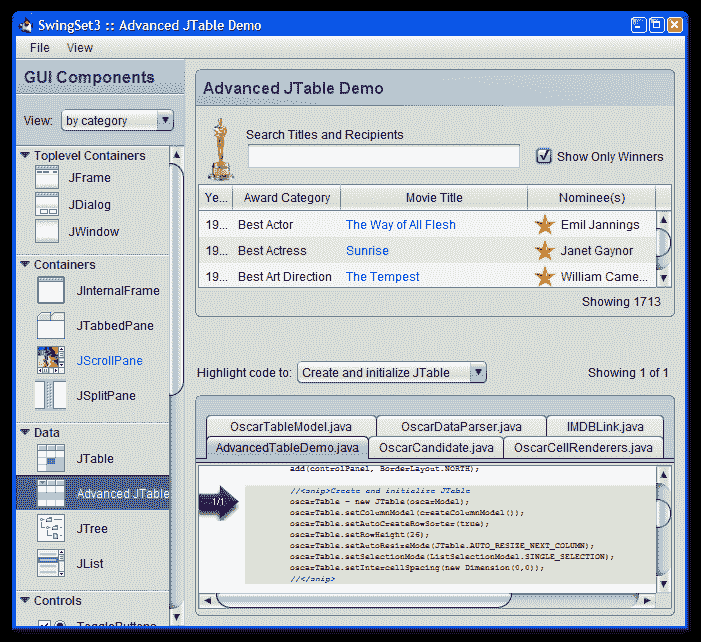 SwingSet3 :: Advanced JTable Demo
File View
GUI Components
View: by category
Toplevel Containers
JFrame
JDialog
JWindow
Containers
JInternalFrame
JTabbedPane
JScrollPane
JSplitPane
Data
JTable
Advanced JTable
JTree
JList
Controls
Advanced JTable Demo
Search Titles and Recipients
Show Only Winners
Ye... Award Category Movie Title Nominee(s)
19... Best Actor The Way of All Flesh Emil Jannings
19... Best Actress Sunrise Janet Gaynor
19... Best Art Direction The Tempest William Came...
Showing 1713
Highlight code to: Create and initialize JTable Showing 1 of 1
OscarTableModel.java OscarDataParser.java IMDBLink.java
AdvancedTableDemo.java OscarCandidate.java OscarCellRenderers.java
add(controlPanel, BorderLayout.NORTH);
1/1
//<snip>Create and initialize JTable
oscarTable = new JTable(oscarModel);
oscarTable.setColumnModel(createColumnModel());
oscarTable.setAutoCreateRowSorter(true);
oscarTable.setRowHeight(26);
oscarTable.setAutoResizeMode(JTable.AUTO_RESIZE_NEXT_COLUMN);
oscarTable.setSelectionMode(ListSelectionModel.SINGLE_SELECTION);
oscarTable.setIntercellSpacing(new Dimension(0,0));
//</snip>